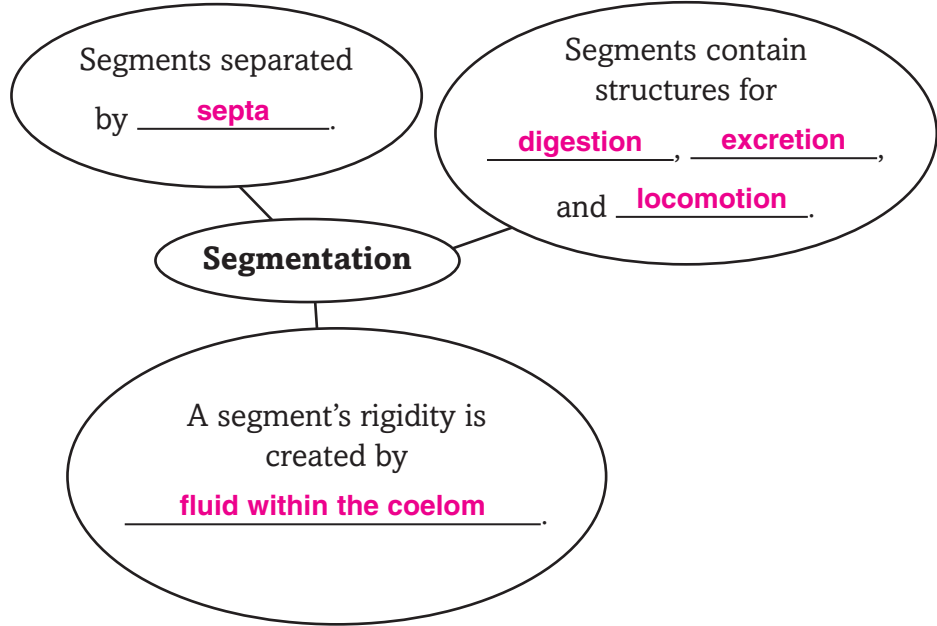 Segments separated
by septa.
Segments contain
structures for
digestion, excretion,
and locomotion.
Segmentation
A segment’s rigidity is
created by
fluid within the coelom.